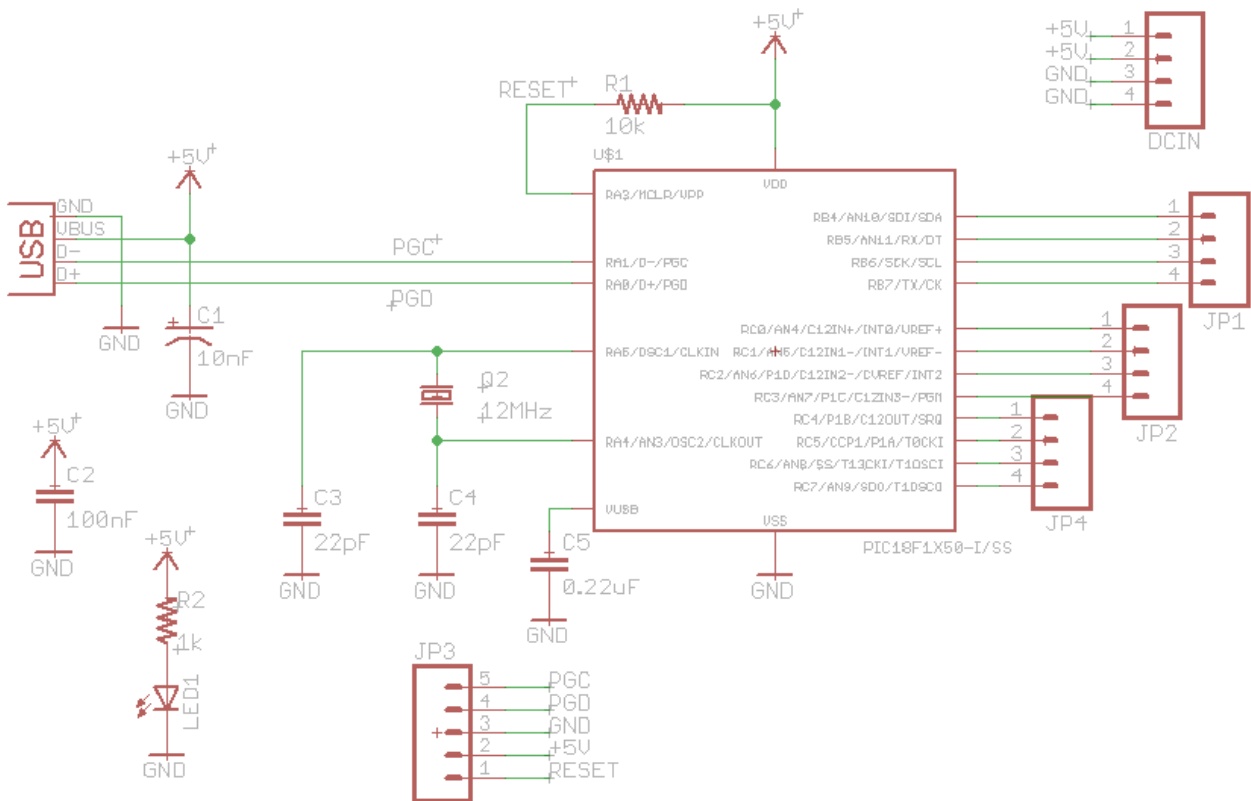 +5V
+5V
GND
GND
1
2
3
4
DCIN
RESET
R1
10k
U$1
VDD
RA3/MCLR/VPP
+5V
USB
GND
VBUS
D-
D+
PGC
PGD
RA1/D-/PGC
RA0/D+/PGD
GND
C1
10nF
GND
RB4/AN10/SDI/SDA
RB5/AN11/RX/DT
RB6/SCK/SCL
RB7/TX/CK
1
2
3
4
JP1
RA5/OSC1/CLKIN
RA4/AN3/OSC2/CLKOUT
Q2
12MHz
RC0/AN4/C12IN+/INT0/VREF+
RC1/AN5/C12IN1-/INT1/VREF-
RC2/AN6/P1D/C12IN2-/CVREF/INT2
RC3/AN7/P1C/C12IN3-/PGM
1
2
3
4
JP2
RC4/P1B/C12OUT/SRQ
RC5/CCP1/P1A/T0CKI
RC6/AN8/SS/T13CKI/T1OSCI
RC7/AN9/SDO/T1OSCO
1
2
3
4
JP4
+5V
C2
100nF
GND
C3
22pF
GND
C4
22pF
GND
VUSB
C5
0.22uF
GND
VSS
GND
PIC18F1X50-I/SS
+5V
R2
1k
LED1
GND
JP3
5 PGC
4 PGD
3 GND
2 +5V
1 RESET